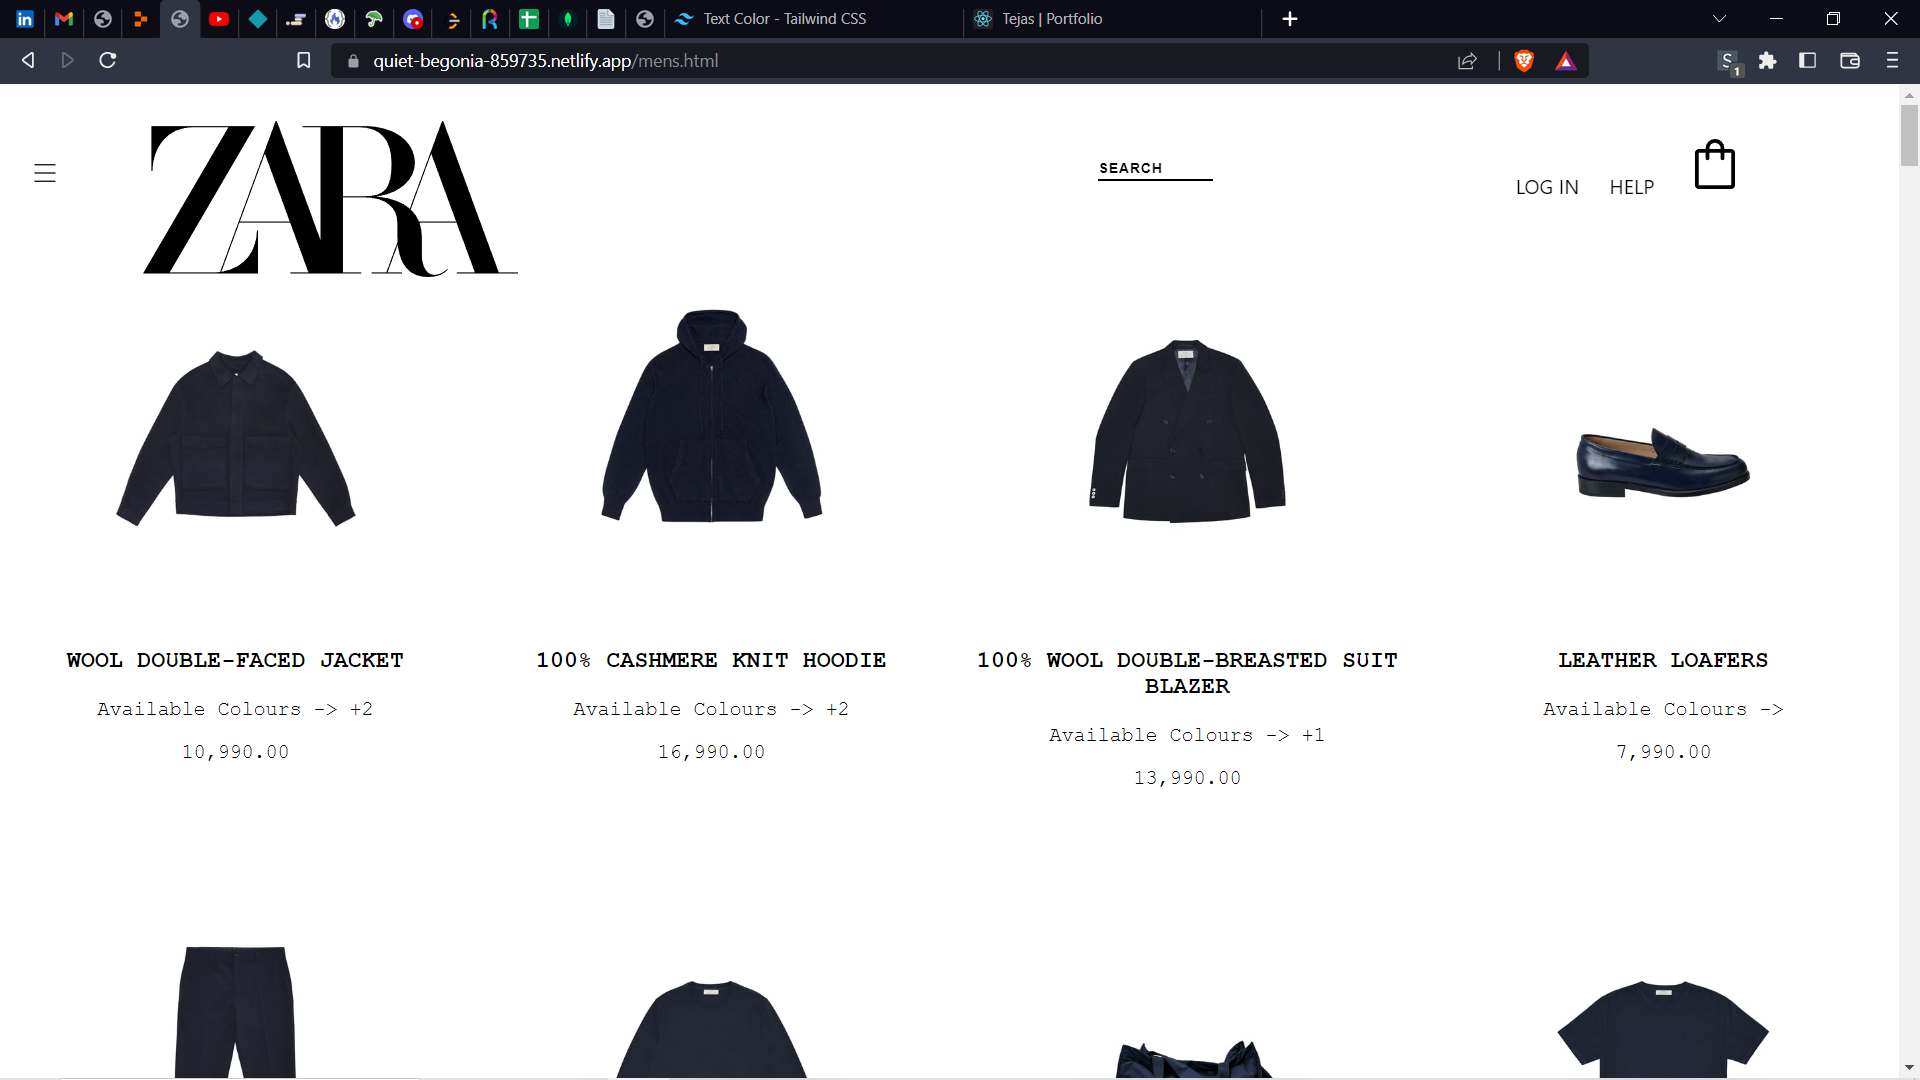 Text Color - Tailwind CSS
Tejas | Portfolio
quiet-begonia-859735.netlify.app/mens.html
S
1
ZARA
SEARCH
LOG IN
HELP
WOOL DOUBLE-FACED JACKET
Available Colours -> +2
10,990.00
100% CASHMERE KNIT HOODIE
Available Colours -> +2
16,990.00
100% WOOL DOUBLE-BREASTED SUIT
BLAZER
Available Colours -> +1
13,990.00
LEATHER LOAFERS
Available Colours ->
7,990.00